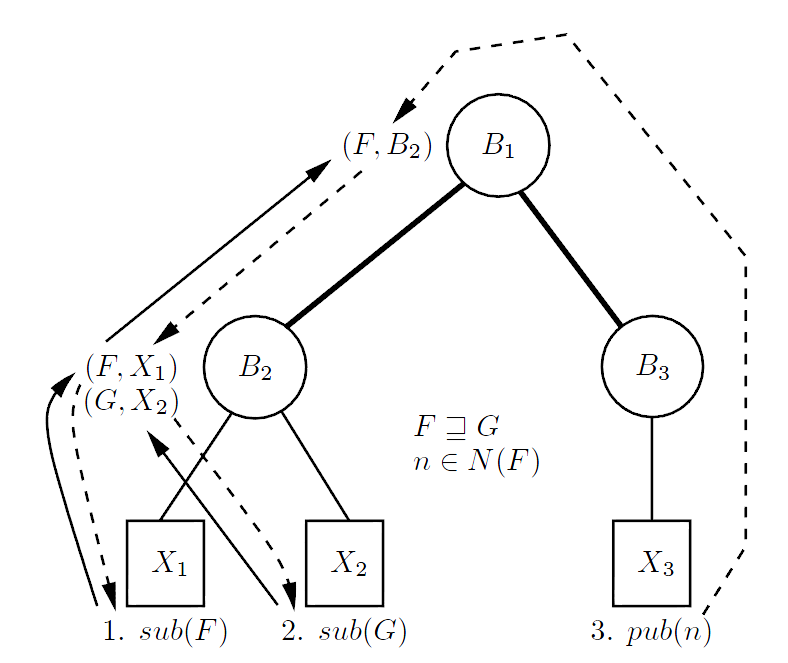 (F, B₂)
B₁
(F, X₁)
(G, X₂)
B₂
B₃
F ⊒ G
n ∈ N(F)
X₁
X₂
X₃
1. sub(F)
2. sub(G)
3. pub(n)